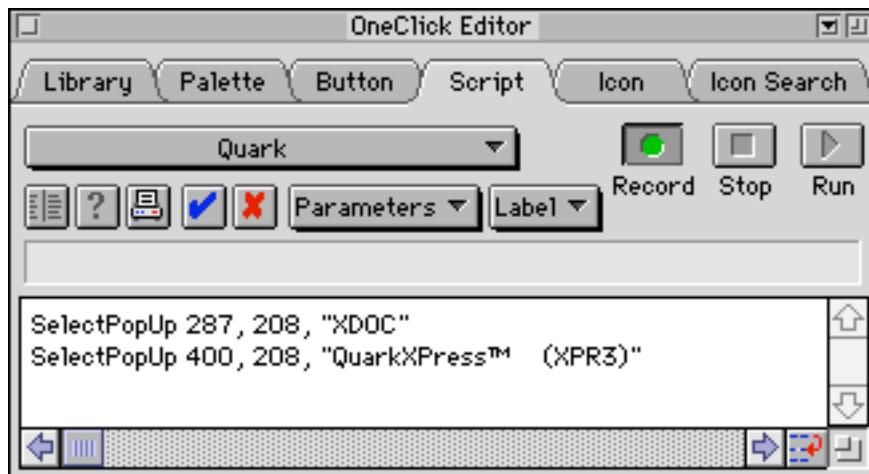 OneClick Editor
Library Palette Button Script Icon Icon Search
Quark
Record Stop Run
Parameters Label
SelectPopUp 287, 208, "XDOC"
SelectPopUp 400, 208, "QuarkXPress™ (XPR3)"